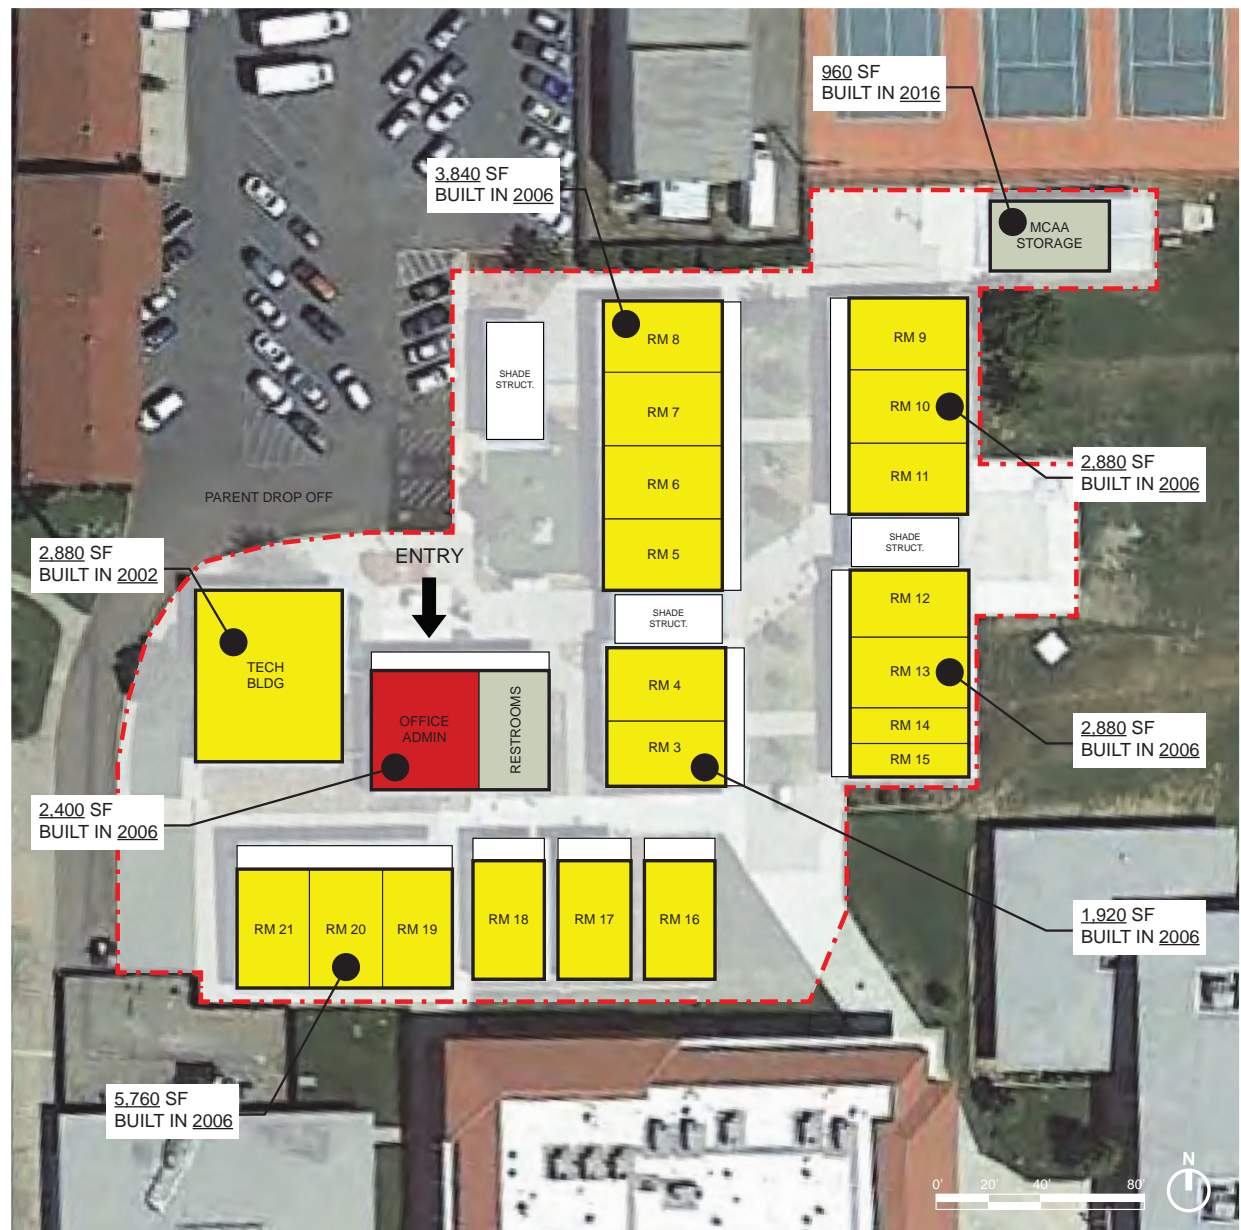 960 SF
BUILT IN 2016
3,840 SF
BUILT IN 2006
MCAA
STORAGE
RM 8
RM 9
SHADE
STRUCT.
RM 7
RM 10
RM 6
RM 11
2,880 SF
BUILT IN 2006
PARENT DROP OFF
RM 5
SHADE
STRUCT.
2,880 SF
BUILT IN 2002
ENTRY
RM 12
SHADE
STRUCT.
TECH
BLDG
RM 4
RM 13
OFFICE
ADMIN
RESTROOMS
RM 3
RM 14
RM 15
2,880 SF
BUILT IN 2006
2,400 SF
BUILT IN 2006
RM 21
RM 20
RM 19
RM 18
RM 17
RM 16
1,920 SF
BUILT IN 2006
5,760 SF
BUILT IN 2006
N
0' 20' 40' 80'